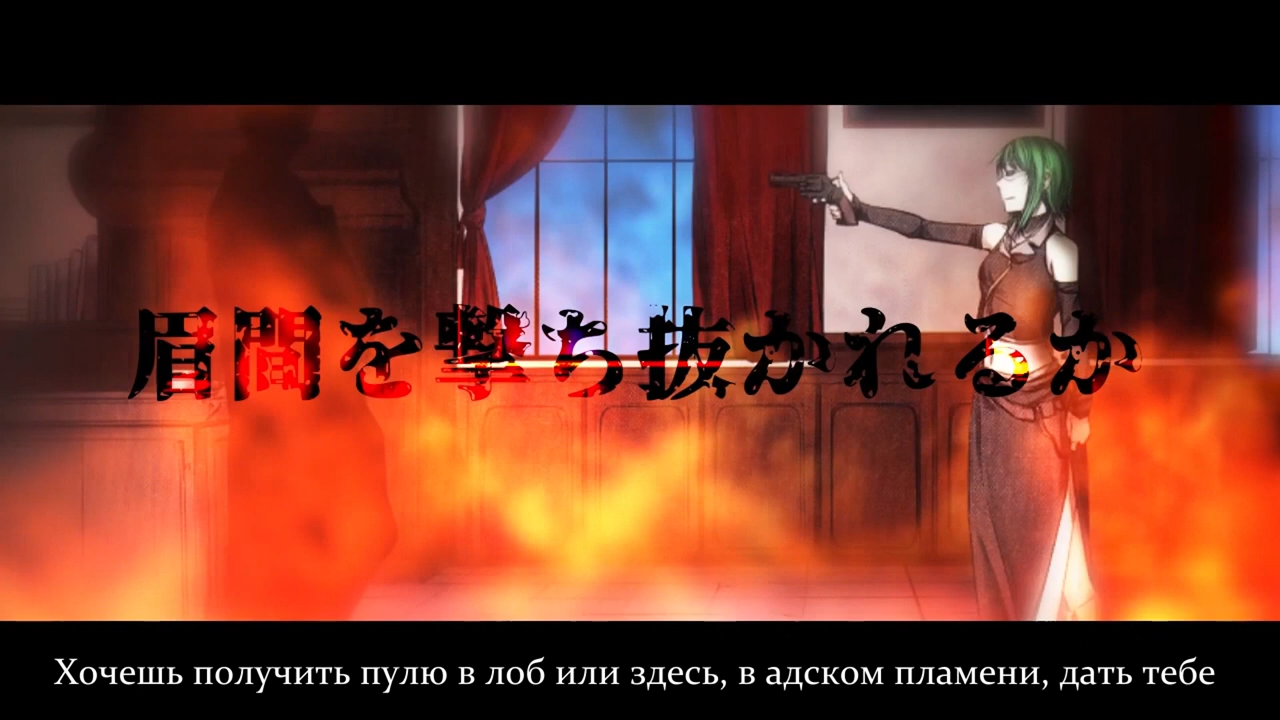 眉間を撃ち抜かれるか
Хочешь получить пулю в лоб или здесь, в адском пламени, дать тебе